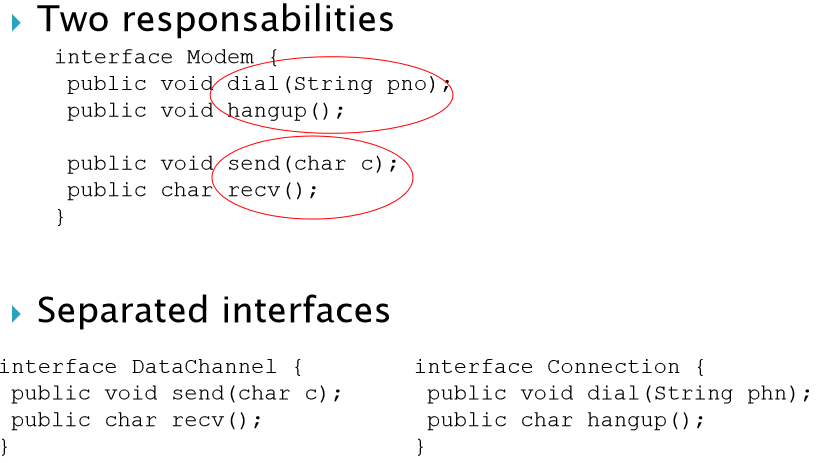 Two responsabilities
interface Modem {
public void dial(String pno);
public void hangup();
public void send(char c);
public char recv();
}
Separated interfaces
interface DataChannel {
public void send(char c);
public char recv();
}
interface Connection {
public void dial(String phn);
public char hangup();
}